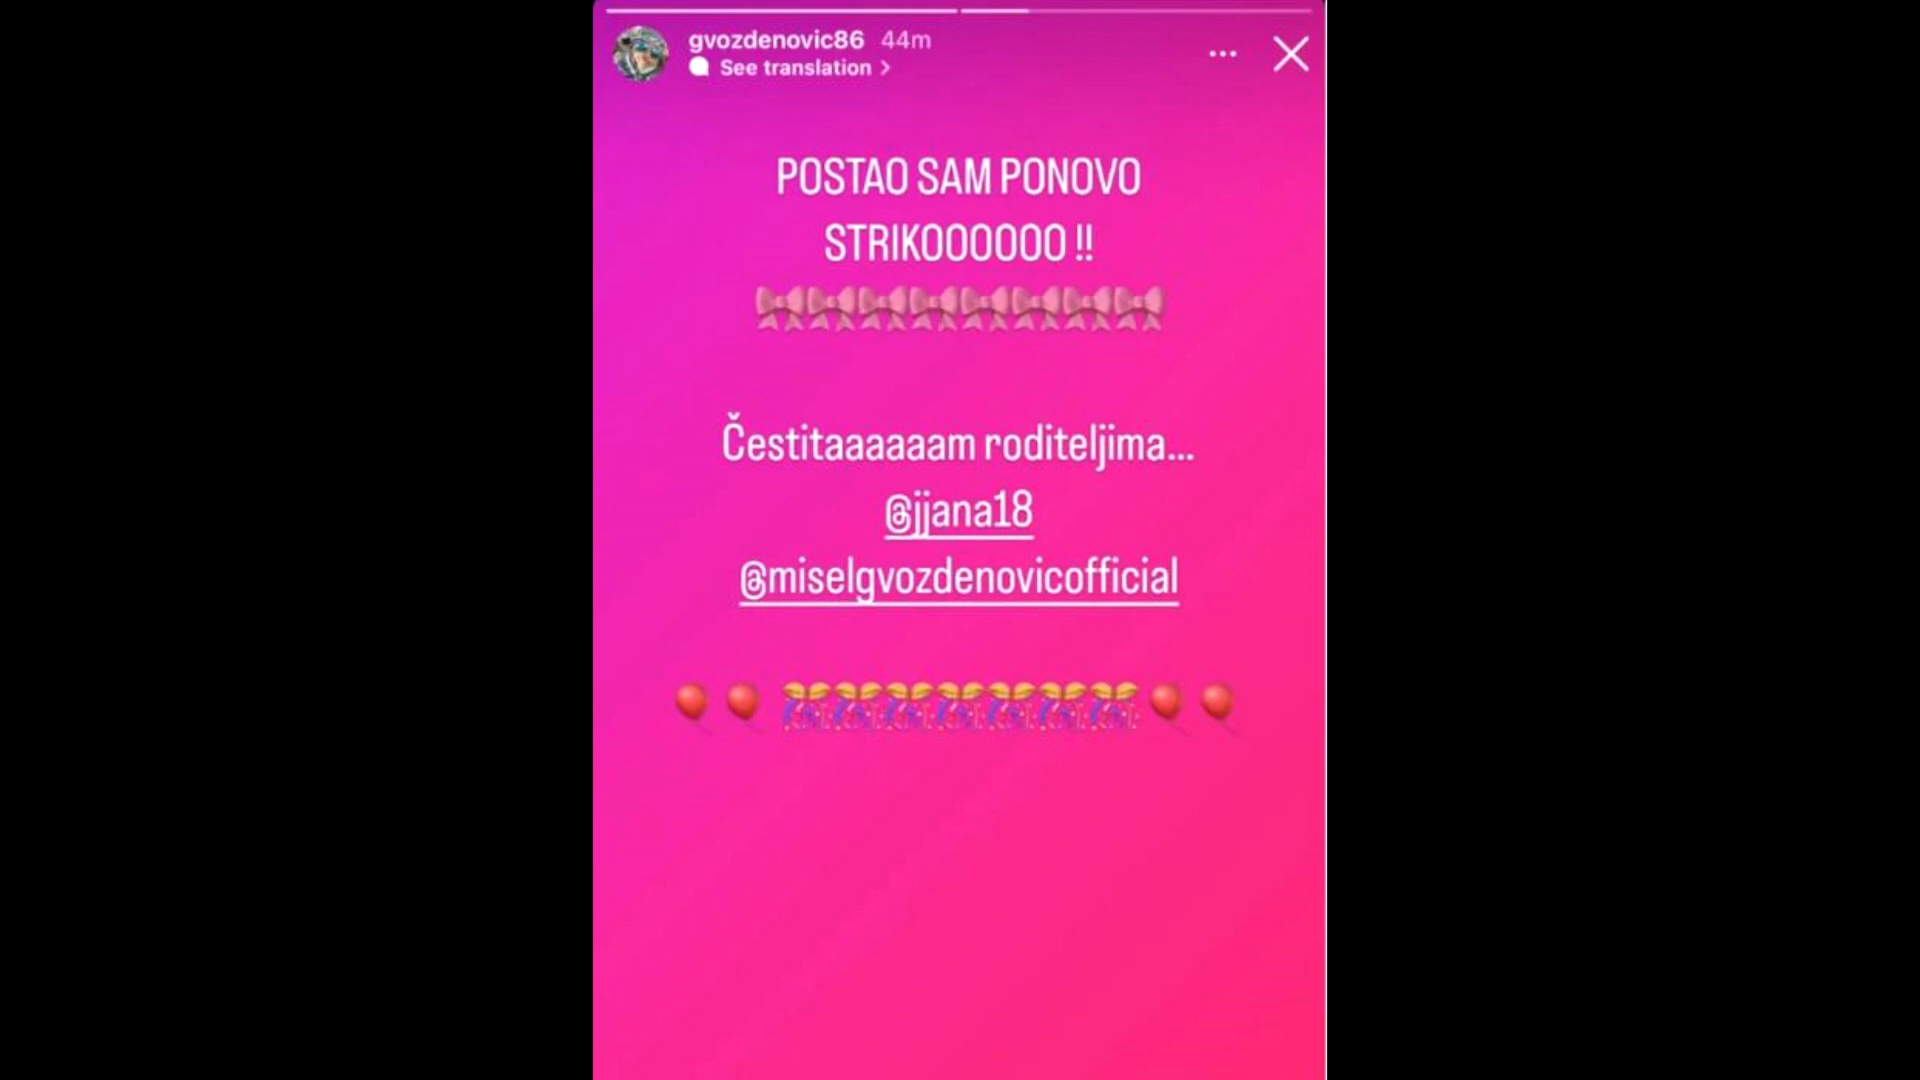 gvozdenovic86 44m
See translation >
POSTAO SAM PONOVO
STRIKOOOOOO !!
🎀🎀🎀🎀🎀🎀🎀🎀
Čestitaaaaaam roditeljima...
@jjana18
@miselgvozdenovicofficial
🎈🎈 🎊🎊🎊🎊🎊🎊🎊🎈🎈